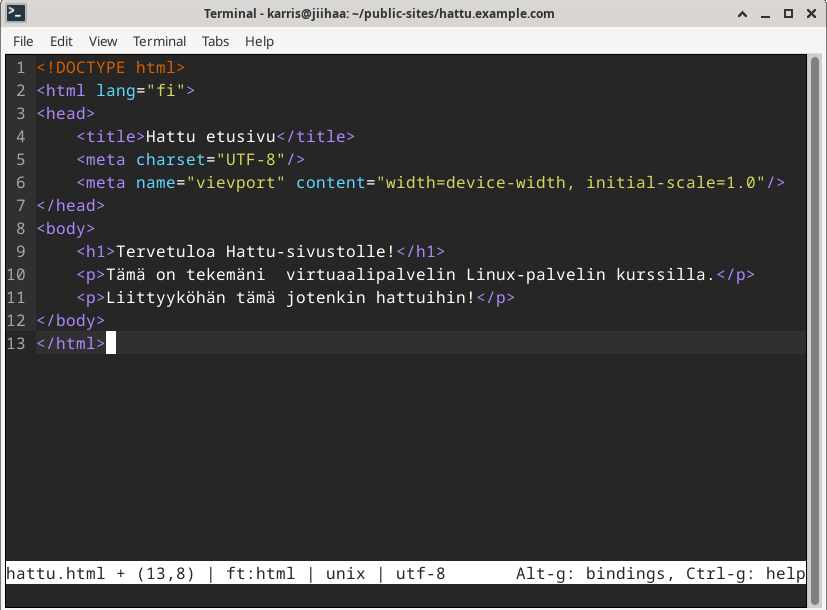 Terminal - karris@jiihaa: ~/public-sites/hattu.example.com
File Edit View Terminal Tabs Help
1 <!DOCTYPE html>
2 <html lang="fi">
3 <head>
4     <title>Hattu etusivu</title>
5     <meta charset="UTF-8"/>
6     <meta name="vievport" content="width=device-width, initial-scale=1.0"/>
7 </head>
8 <body>
9     <h1>Tervetuloa Hattu-sivustolle!</h1>
10     <p>Tämä on tekemäni  virtuaalipalvelin Linux-palvelin kurssilla.</p>
11     <p>Liittyyköhän tämä jotenkin hattuihin!</p>
12 </body>
13 </html>
hattu.html + (13,8) | ft:html | unix | utf-8 Alt-g: bindings, Ctrl-g: help